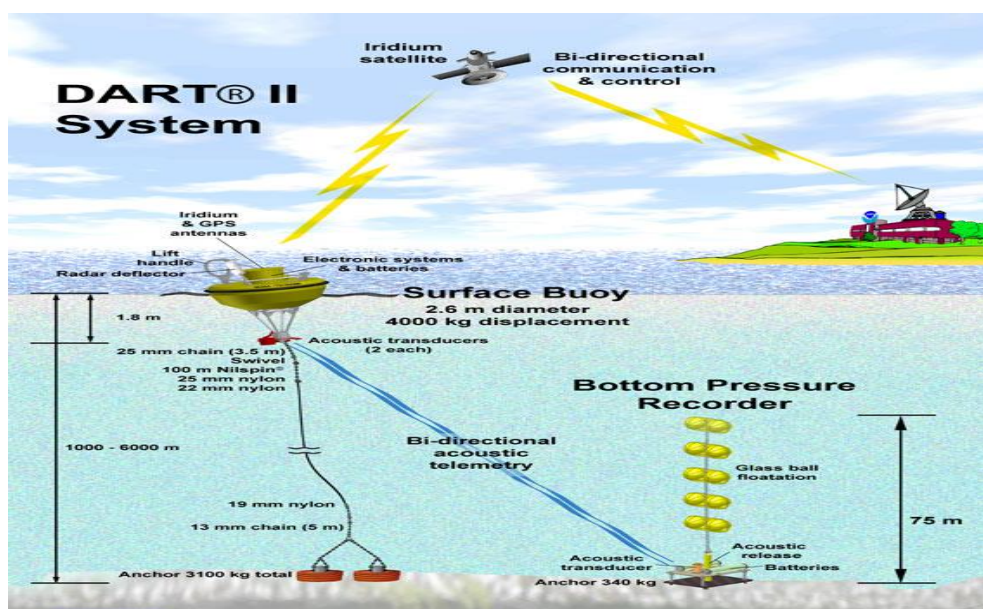 Iridium
satellite
Bi-directional
communication
& control
DART® II
System
Iridium
& GPS
antennas
Lift
handle
Radar deflector
Electronic systems
& batteries
Surface Buoy
2.6 m diameter
4000 kg displacement
1.8 m
Acoustic transducers
(2 each)
25 mm chain (3.5 m)
Swivel
100 m Nilspin®
25 mm nylon
22 mm nylon
Bottom Pressure
Recorder
1000 - 6000 m
Bi-directional
acoustic
telemetry
Glass ball
floatation
75 m
19 mm nylon
13 mm chain (5 m)
Acoustic
release
Acoustic
transducer
Batteries
Anchor 3100 kg total
Anchor 340 kg